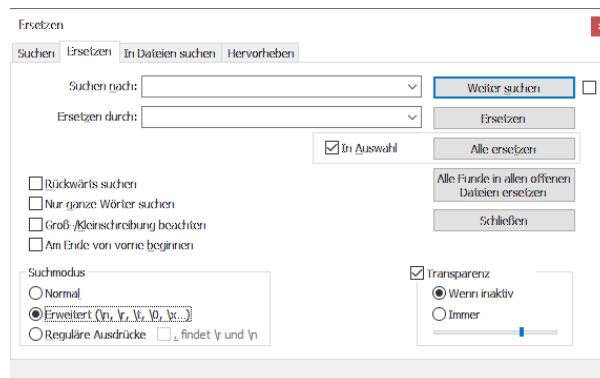 Ersetzen
Suchen Ersetzen In Dateien suchen Hervorheben
Suchen nach: Weiter suchen
Ersetzen durch: Ersetzen
In Auswahl Alle ersetzen
Alle Funde in allen offenen
Dateien ersetzen
Rückwärts suchen
Nur ganze Wörter suchen
Groß-/Kleinschreibung beachten
Schließen
Am Ende von vorne beginnen
Suchmodus
Transparenz
Normal
Wenn inaktiv
Erweitert (\n, \r, \t, \0, \x...)
Immer
Reguläre Ausdrücke . findet \r und \n